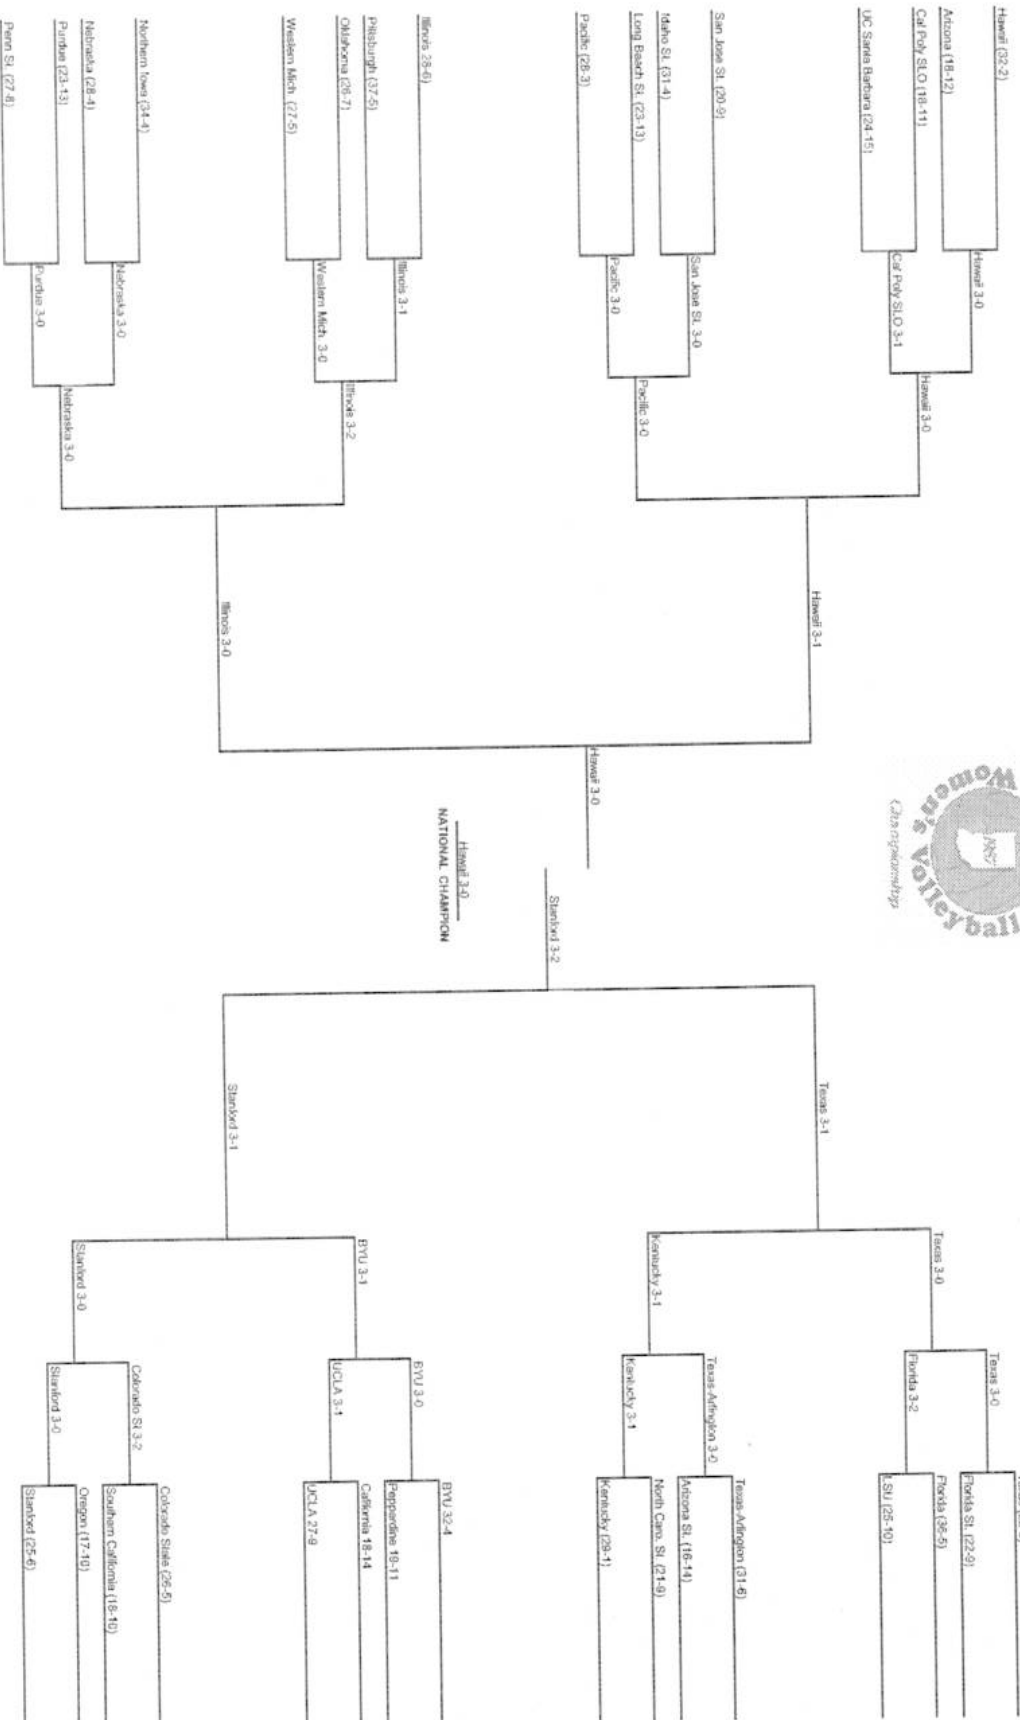 Hawaii (32-2)
Arizona (18-12)
Cal Poly SLO (18-11)
UC Santa Barbara (24-15)
San Jose St. (20-9)
Idaho St. (31-4)
Long Beach St. (23-13)
Pacific (28-3)
Illinois 28-6)
Pittsburgh (37-5)
Oklahoma (26-7)
Western Mich. (27-5)
Northern Iowa (34-4)
Nebraska (28-4)
Purdue (23-13)
Penn St. (27-8)
Hawaii 3-0
Cal Poly SLO 3-1
San Jose St. 3-0
Pacific 3-0
Illinois 3-1
Western Mich. 3-0
Nebraska 3-0
Purdue 3-0
Hawaii 3-0
Pacific 3-0
Illinois 3-2
Nebraska 3-0
Hawaii 3-1
Illinois 3-0
Hawaii 3-0
Women's Volleyball
1987
Championship
Hawaii 3-0
NATIONAL CHAMPION
Stanford 3-2
Texas 3-1
Stanford 3-1
Texas 3-0
Kentucky 3-1
BYU 3-1
Stanford 3-0
Texas 3-0
Florida 3-2
Texas-Arlington 3-0
Kentucky 3-1
BYU 3-0
UCLA 3-1
Colorado St 3-2
Stanford 3-0
Florida St. (22-9)
Florida (36-5)
LSU (25-10)
Texas-Arlington (31-6)
Arizona St. (16-14)
North Caro. St. (21-9)
Kentucky (29-1)
BYU 32-4
Pepperdine 19-11
California 18-14
UCLA 27-9
Colorado State (26-5)
Southern California (18-10)
Oregon (17-10)
Stanford (25-6)